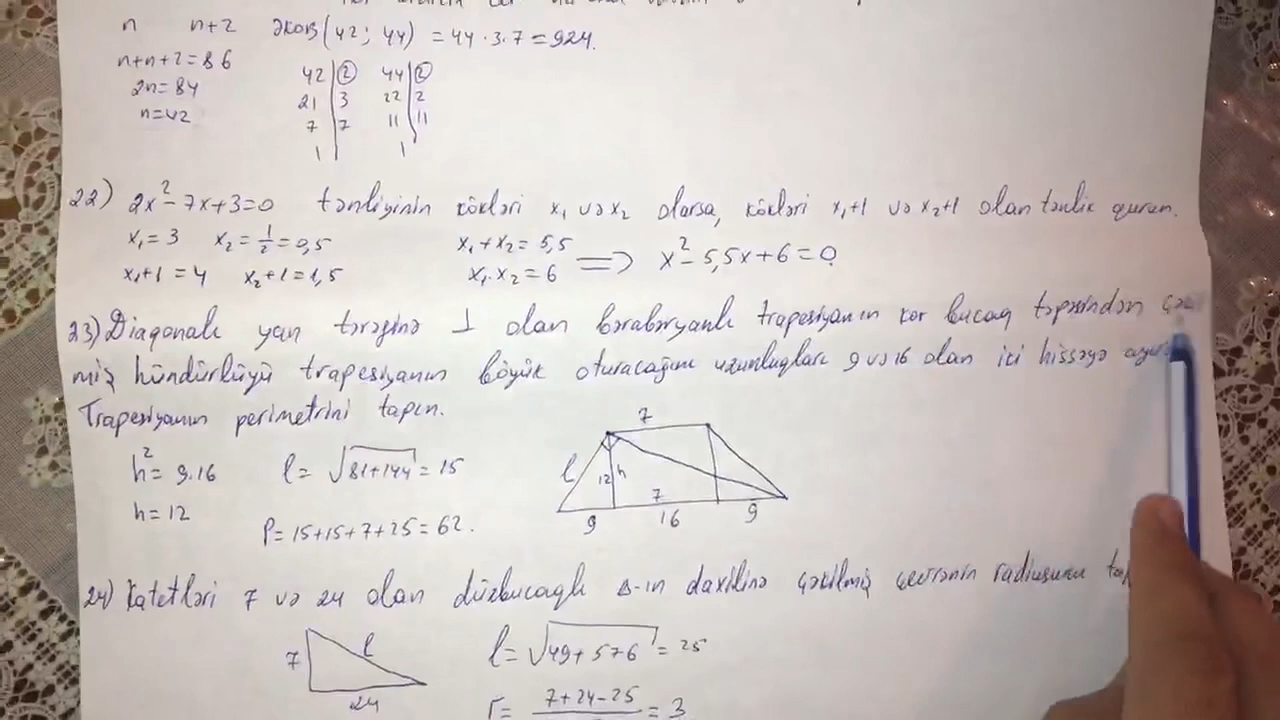 n n+2 ƏKOB(42; 44) = 44·3·7 = 924.
n+n+2=86
2n=84
n=42
42 | 2 44 | 2
21 | 3 22 | 2
7 | 7 11 | 11
1 | 1 |
22) 2x²-7x+3=0 tənliyinin kökləri x₁ və x₂ olarsa, kökləri x₁+1 və x₂+1 olan tənlik qurun.
x₁=3 x₂=1/2=0,5 x₁+x₂=5,5
x₁+1=4 x₂+1=1,5 x₁·x₂=6 ⟹ x²-5,5x+6=0
23) Diaqonalı yan tərəfinə ⊥ olan bərabəryanlı trapesiyanın kor bucaq təpəsindən
miş hündürlüyü trapesiyanın böyük oturacağını uzunluqları 9 və 16 olan iki hissəyə
Trapesiyanın perimetrini tapın.
h²=9·16 l=√81+144=15
h=12
P=15+15+7+25=62.
7
l 12 h
7
9 16 9
24) Katetləri 7 və 24 olan düzbucaqlı Δ-ın daxilinə çəkilmiş çevrənin radiusunu
7 l
24
l=√49+576=25
r= 7+24-25 =3